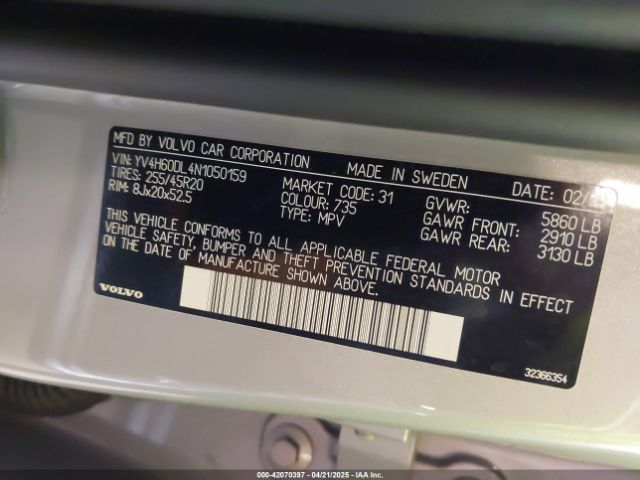 MFD BY VOLVO CAR CORPORATION MADE IN SWEDEN DATE: 02/
VIN: YV4H60DL4N1050159
TIRES: 255/45R20
RIM: 8Jx20x52.5
MARKET CODE: 31
COLOUR: 735
TYPE: MPV
GVWR: 5860 LB
GAWR FRONT: 2910 LB
GAWR REAR: 3130 LB
THIS VEHICLE CONFORMS TO ALL APPLICABLE FEDERAL MOTOR
VEHICLE SAFETY, BUMPER AND THEFT PREVENTION STANDARDS IN EFFECT
ON THE DATE OF MANUFACTURE SHOWN ABOVE.
VOLVO
32366354
000-42070397 - 04/21/2025 - IAA Inc.